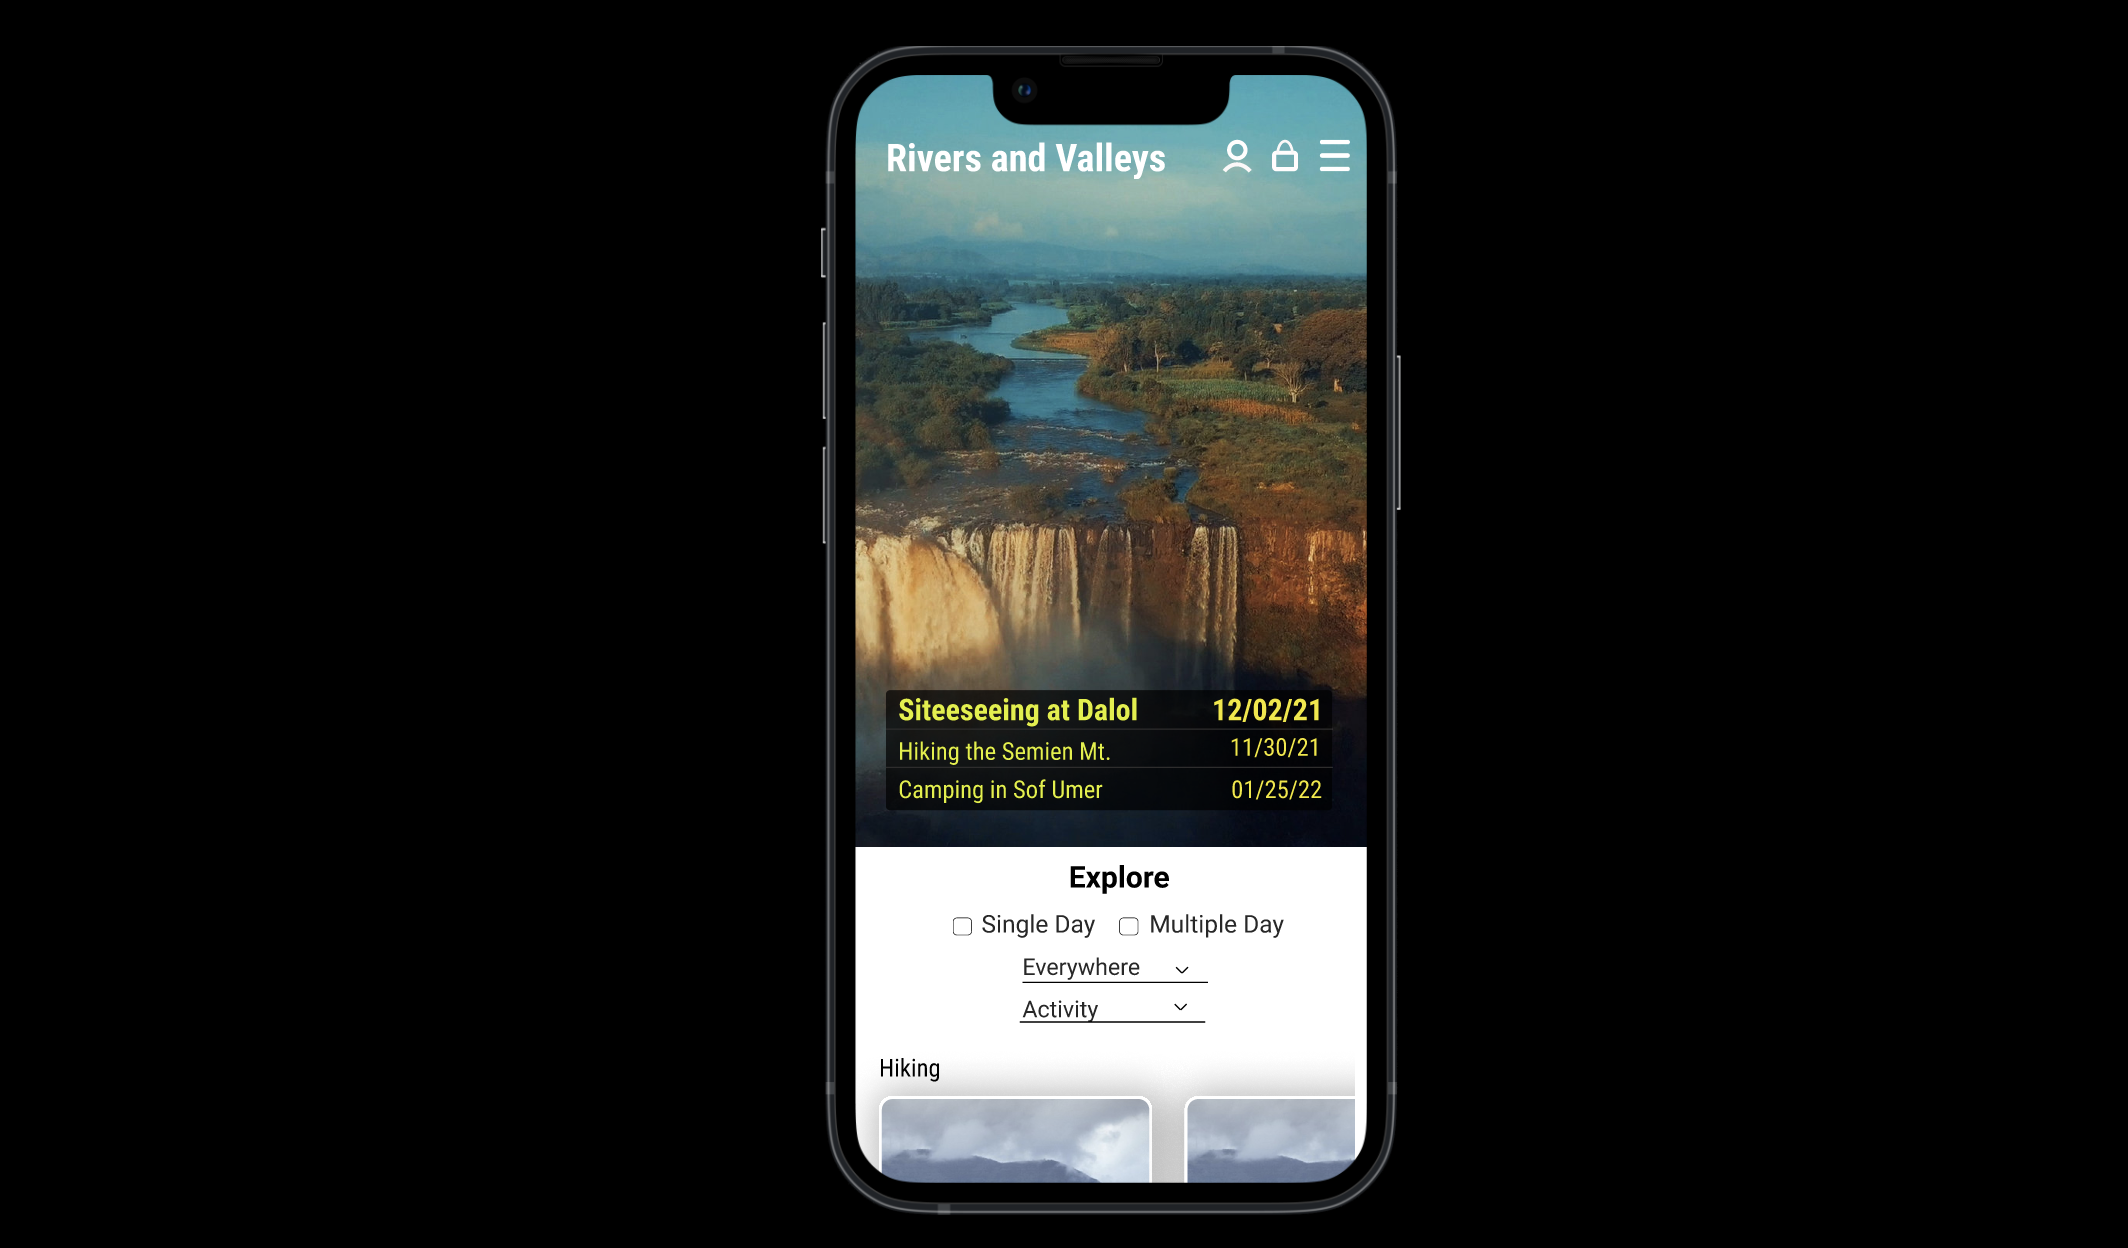 Rivers and Valleys
Siteeseeing at Dalol 12/02/21
Hiking the Semien Mt. 11/30/21
Camping in Sof Umer 01/25/22
Explore
Single Day Multiple Day
Everywhere
Activity
Hiking